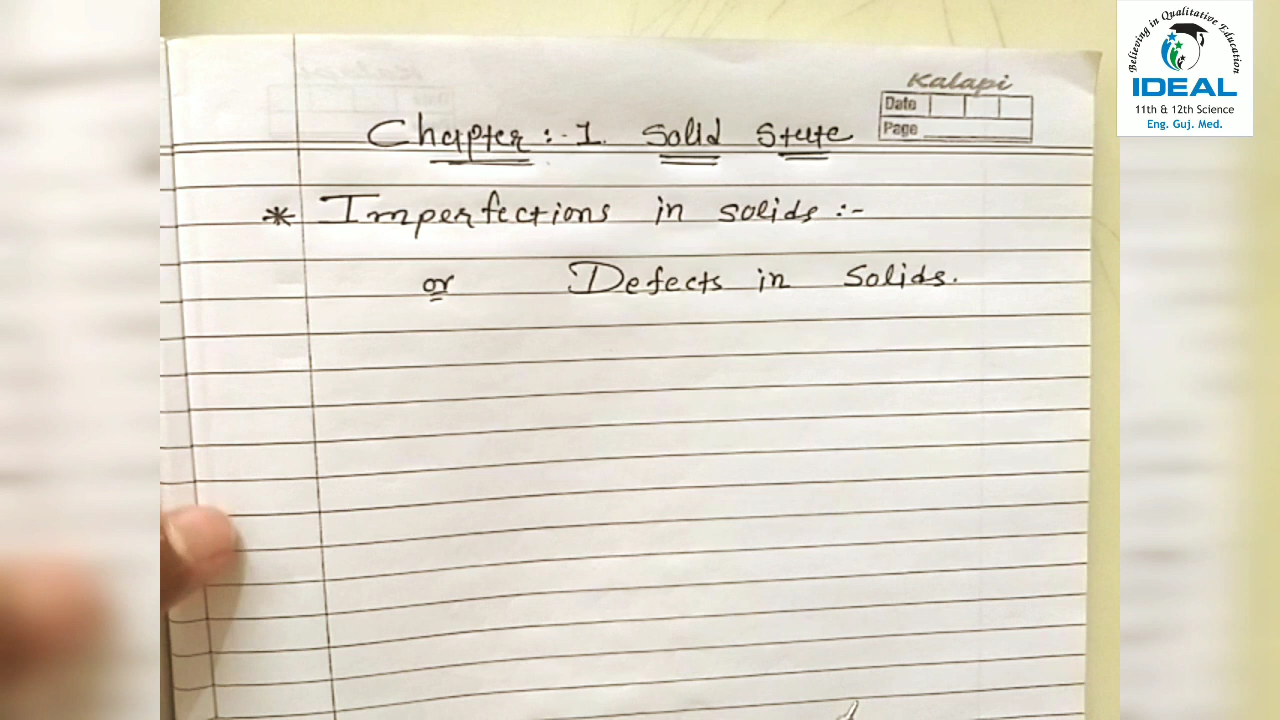 Believing in Qualitative Education
IDEAL
11th & 12th Science
Eng. Guj. Med.
Kalapi
Date
Page
Chapter :- 1. Solid State
* Imperfections in solids :-
or Defects in Solids.